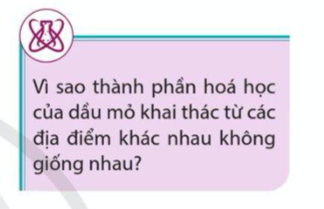 Vì sao thành phần hoá học
của dầu mỏ khai thác từ các
địa điểm khác nhau không
giống nhau?